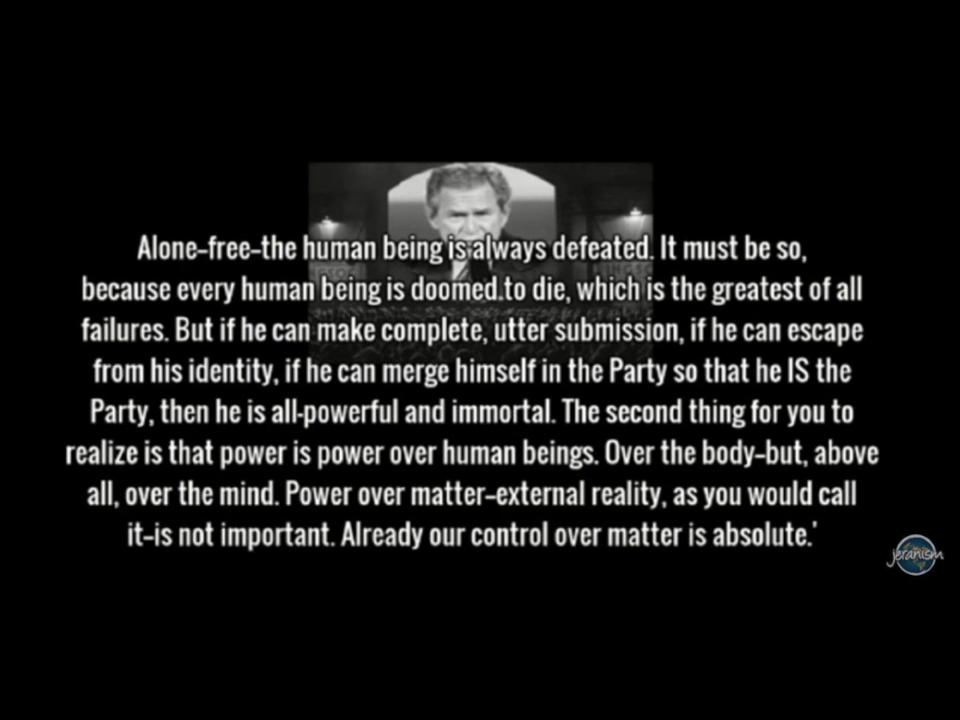 Alone–free–the human being is always defeated. It must be so,
because every human being is doomed to die, which is the greatest of all
failures. But if he can make complete, utter submission, if he can escape
from his identity, if he can merge himself in the Party so that he IS the
Party, then he is all-powerful and immortal. The second thing for you to
realize is that power is power over human beings. Over the body–but, above
all, over the mind. Power over matter–external reality, as you would call
it–is not important. Already our control over matter is absolute.'
jeranism